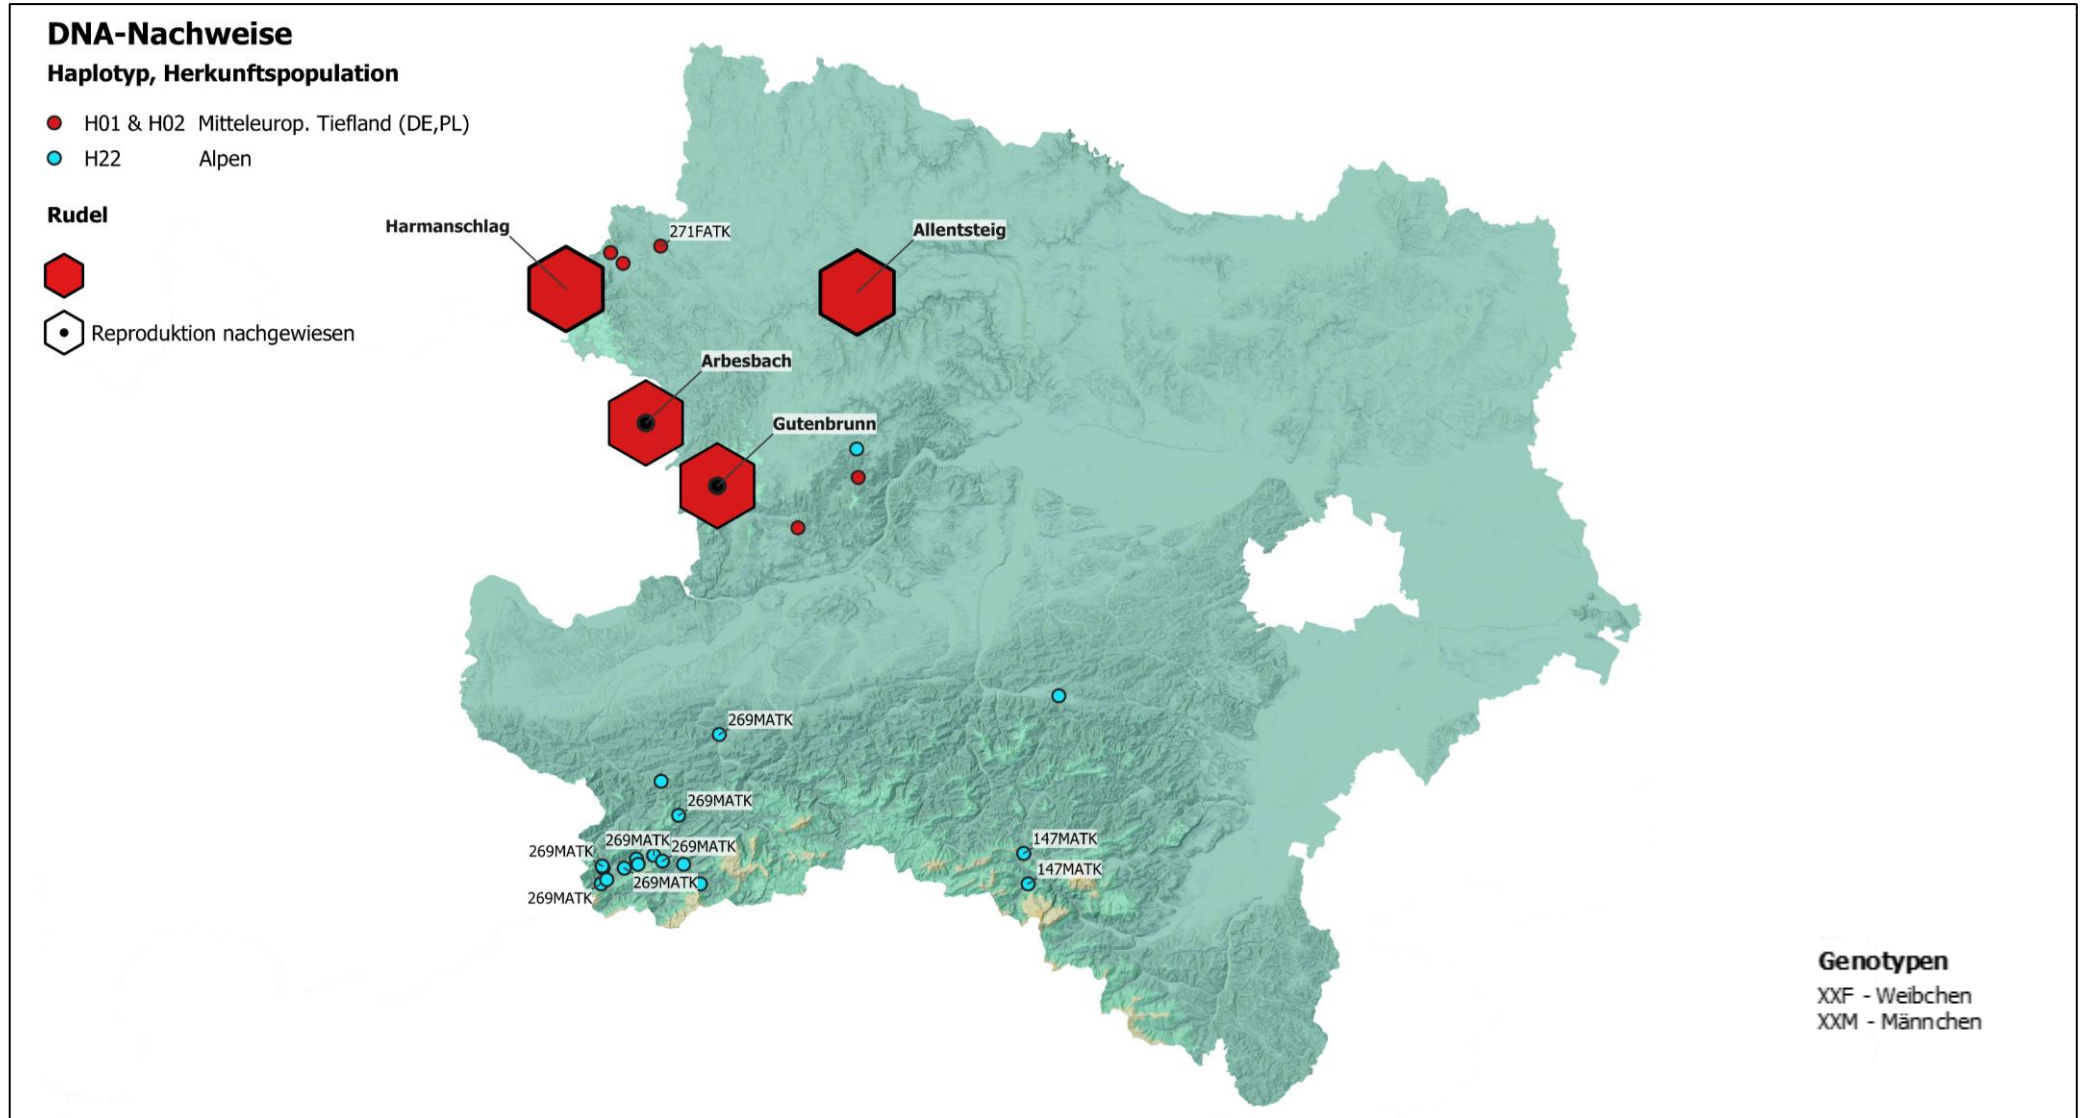 DNA-Nachweise
Haplotyp, Herkunftspopulation
H01 & H02 Mitteleurop. Tiefland (DE,PL)
H22 Alpen
Rudel
Reproduktion nachgewiesen
Harmanschlag
271FATK
Allentsteig
Arbesbach
Gutenbrunn
269MATK
269MATK
269MATK
269MATK
269MATK
269MATK
269MATK
147MATK
147MATK
Genotypen
XXF - Weibchen
XXM - Männchen